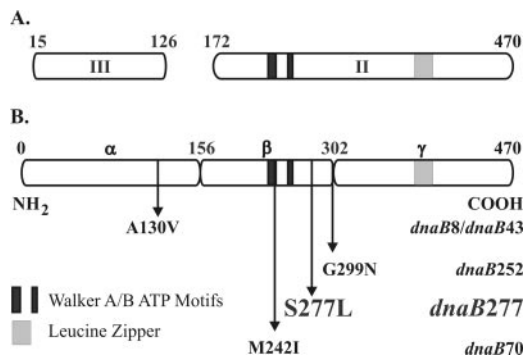 A.
15 126 172 470
III II
B.
0 α 156 β 302 γ 470
NH2 COOH
A130V dnaB8/dnaB43
G299N dnaB252
Walker A/B ATP Motifs S277L dnaB277
Leucine Zipper
M242I dnaB70